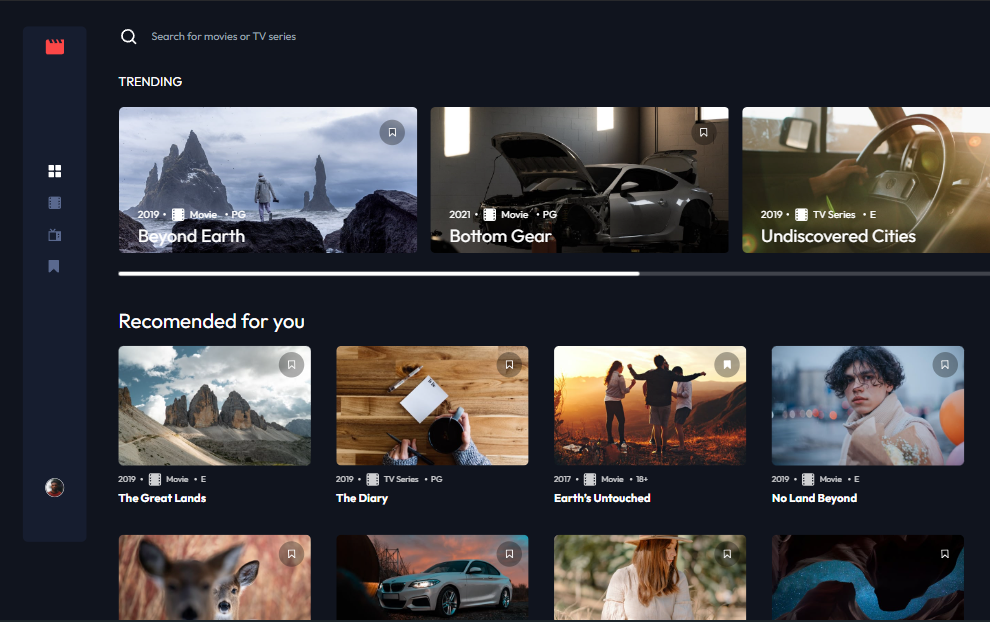 Search for movies or TV series
TRENDING
2019 • Movie • PG
Beyond Earth
2021 • Movie • PG
Bottom Gear
2019 • TV Series • E
Undiscovered Cities
Recomended for you
2019 • Movie • E
The Great Lands
2019 • TV Series • PG
The Diary
2017 • Movie • 18+
Earth's Untouched
2019 • Movie • E
No Land Beyond